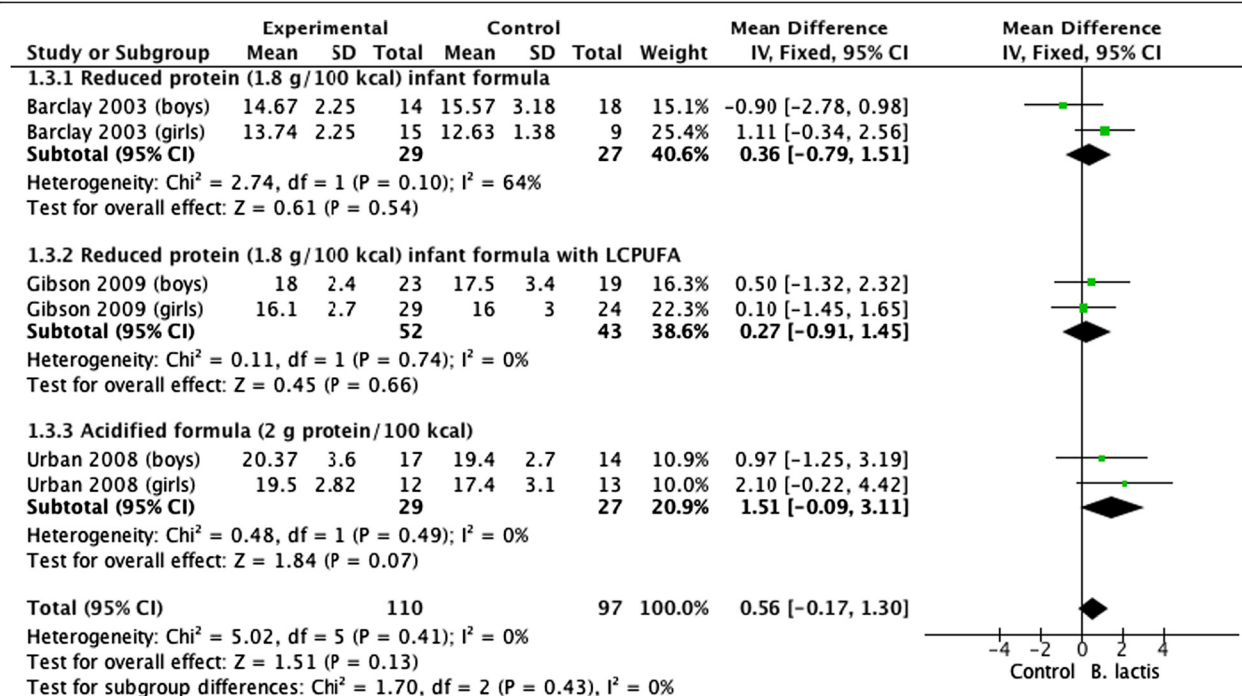 Experimental Control Mean Difference Mean Difference
Study or Subgroup Mean SD Total Mean SD Total Weight IV, Fixed, 95% CI IV, Fixed, 95% CI
1.3.1 Reduced protein (1.8 g/100 kcal) infant formula
Barclay 2003 (boys) 14.67 2.25 14 15.57 3.18 18 15.1% -0.90 [-2.78, 0.98]
Barclay 2003 (girls) 13.74 2.25 15 12.63 1.38 9 25.4% 1.11 [-0.34, 2.56]
Subtotal (95% CI) 29 27 40.6% 0.36 [-0.79, 1.51]
Heterogeneity: Chi² = 2.74, df = 1 (P = 0.10); I² = 64%
Test for overall effect: Z = 0.61 (P = 0.54)
1.3.2 Reduced protein (1.8 g/100 kcal) infant formula with LCPUFA
Gibson 2009 (boys) 18 2.4 23 17.5 3.4 19 16.3% 0.50 [-1.32, 2.32]
Gibson 2009 (girls) 16.1 2.7 29 16 3 24 22.3% 0.10 [-1.45, 1.65]
Subtotal (95% CI) 52 43 38.6% 0.27 [-0.91, 1.45]
Heterogeneity: Chi² = 0.11, df = 1 (P = 0.74); I² = 0%
Test for overall effect: Z = 0.45 (P = 0.66)
1.3.3 Acidified formula (2 g protein/100 kcal)
Urban 2008 (boys) 20.37 3.6 17 19.4 2.7 14 10.9% 0.97 [-1.25, 3.19]
Urban 2008 (girls) 19.5 2.82 12 17.4 3.1 13 10.0% 2.10 [-0.22, 4.42]
Subtotal (95% CI) 29 27 20.9% 1.51 [-0.09, 3.11]
Heterogeneity: Chi² = 0.48, df = 1 (P = 0.49); I² = 0%
Test for overall effect: Z = 1.84 (P = 0.07)
Total (95% CI) 110 97 100.0% 0.56 [-0.17, 1.30]
Heterogeneity: Chi² = 5.02, df = 5 (P = 0.41); I² = 0%
Test for overall effect: Z = 1.51 (P = 0.13)
Test for subgroup differences: Chi² = 1.70, df = 2 (P = 0.43), I² = 0%
-4 -2 0 2 4
Control B. lactis